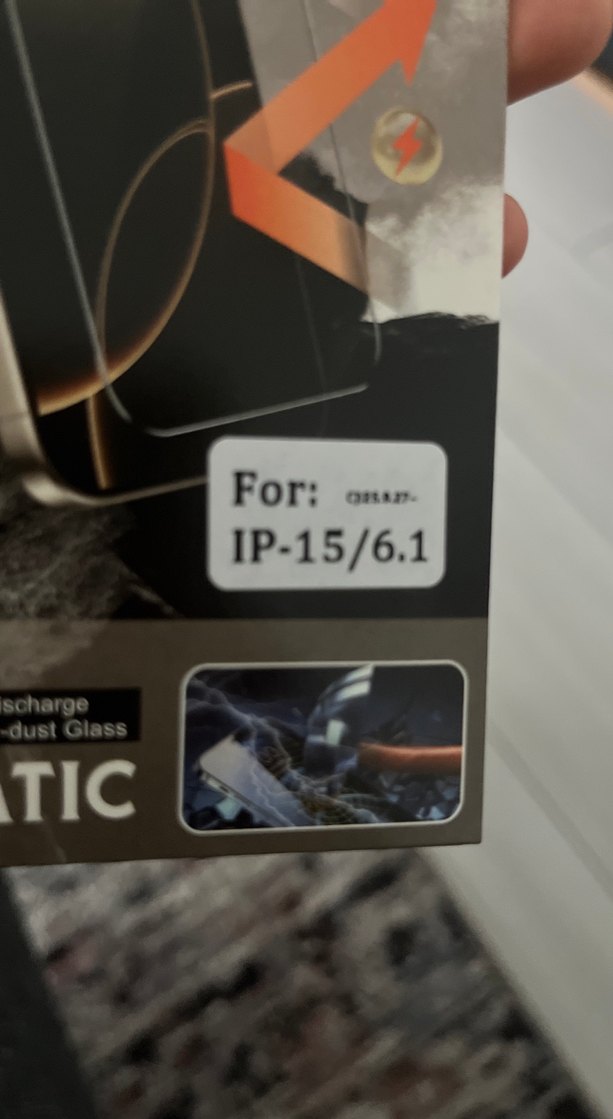 For:
IP-15/6.1
ischarge
-dust Glass
ATIC